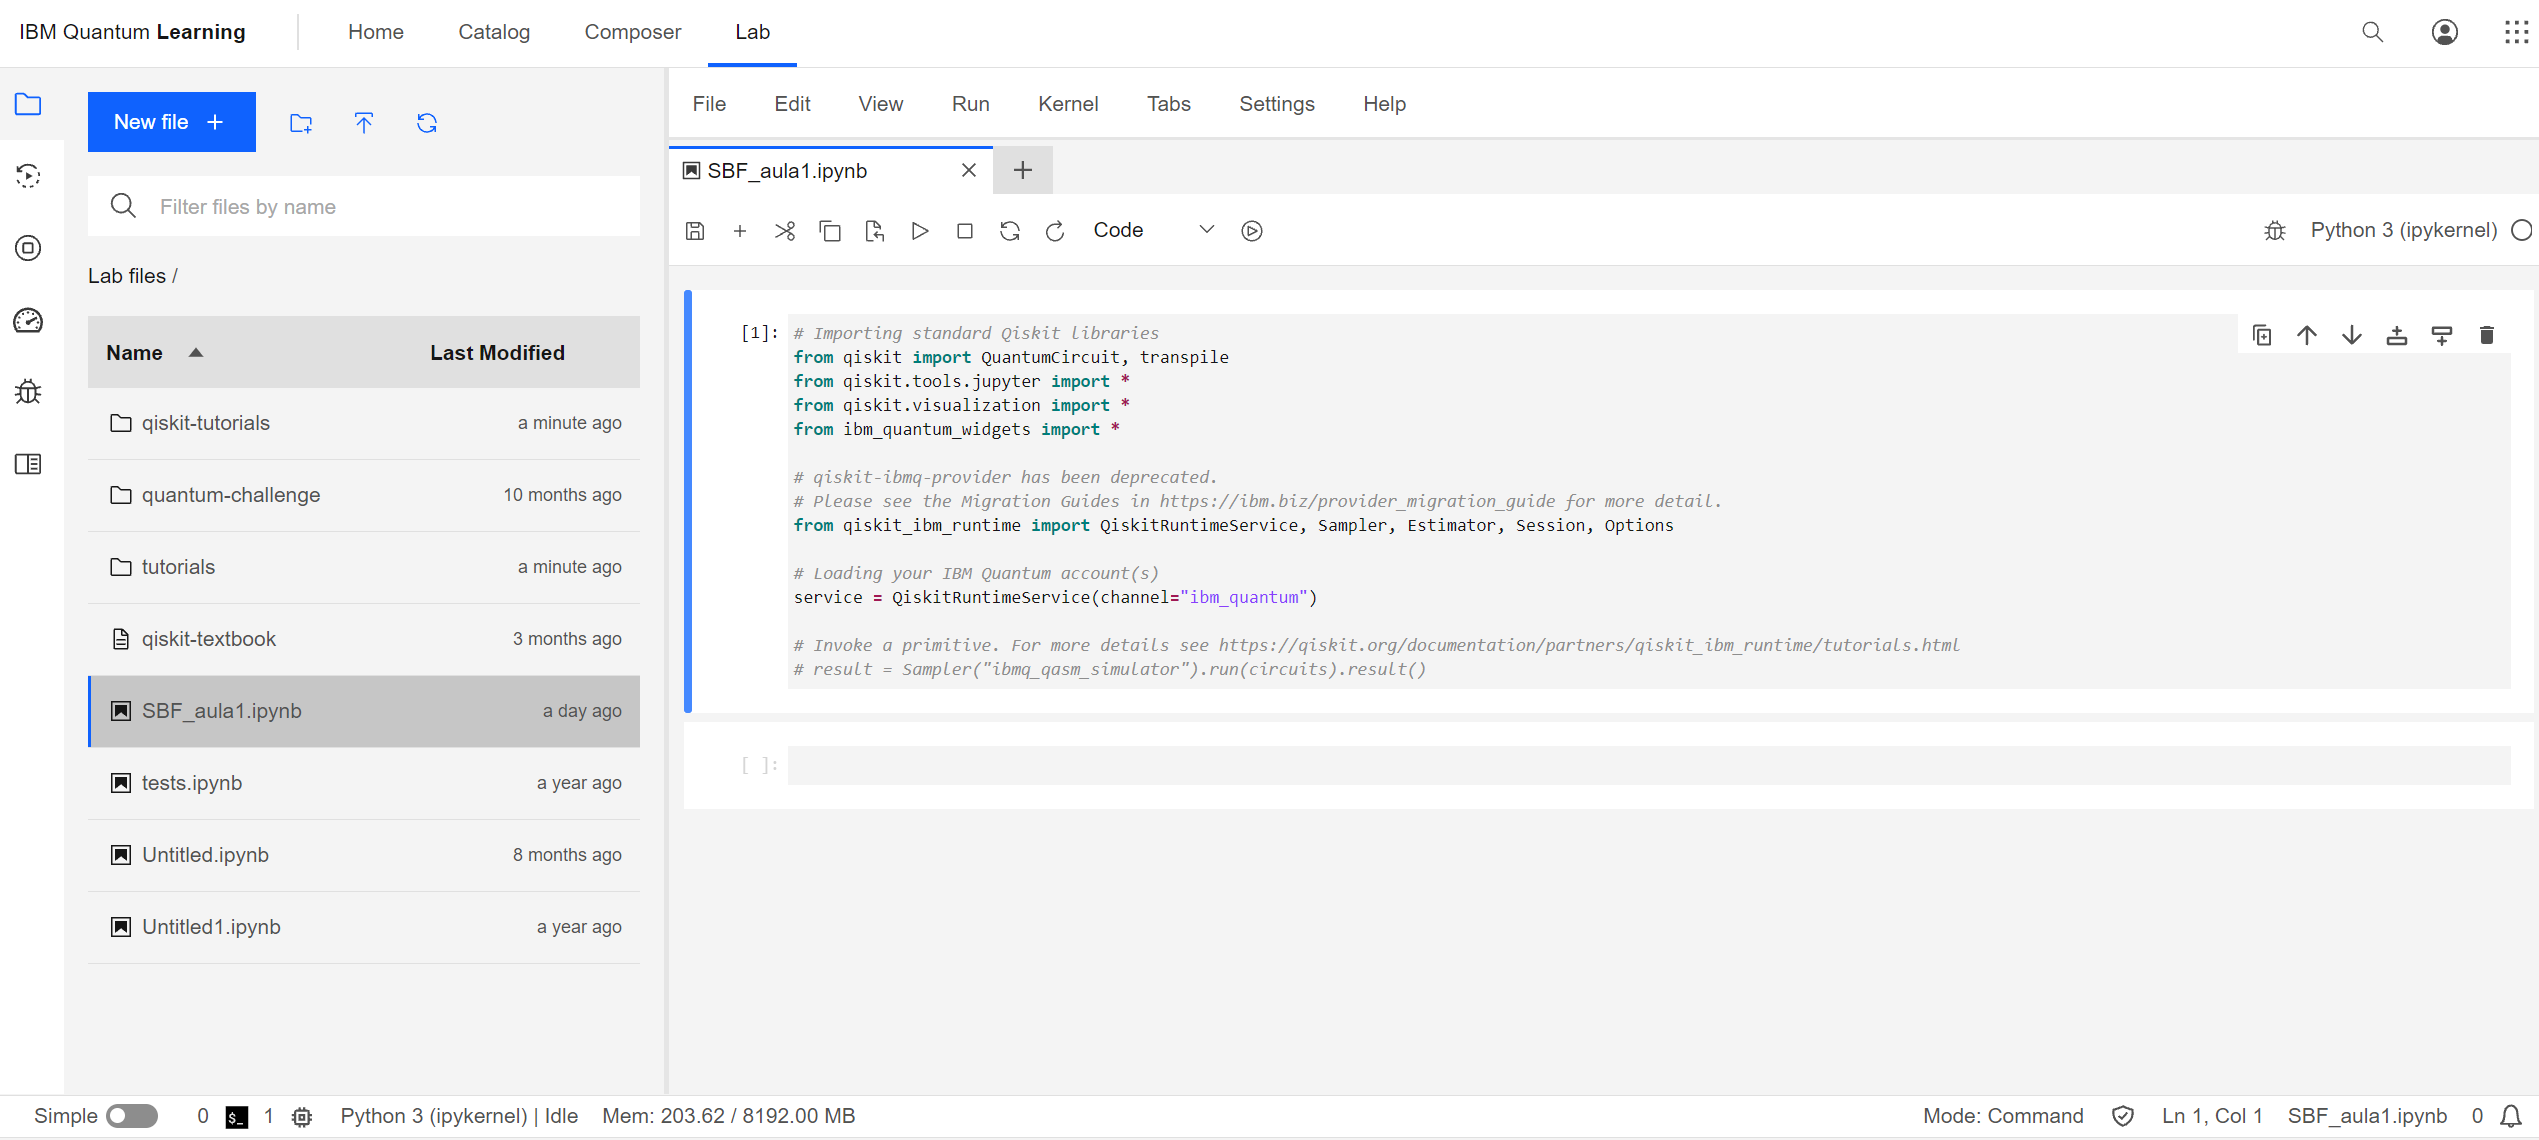 IBM Quantum Learning
Home Catalog Composer Lab
New file +
Filter files by name
Lab files /
Name Last Modified
qiskit-tutorials a minute ago
quantum-challenge 10 months ago
tutorials a minute ago
qiskit-textbook 3 months ago
SBF_aula1.ipynb a day ago
tests.ipynb a year ago
Untitled.ipynb 8 months ago
Untitled1.ipynb a year ago
File Edit View Run Kernel Tabs Settings Help
SBF_aula1.ipynb
Code
Python 3 (ipykernel)
[1]:
# Importing standard Qiskit libraries
from qiskit import QuantumCircuit, transpile
from qiskit.tools.jupyter import *
from qiskit.visualization import *
from ibm_quantum_widgets import *
# qiskit-ibmq-provider has been deprecated.
# Please see the Migration Guides in https://ibm.biz/provider_migration_guide for more detail.
from qiskit_ibm_runtime import QiskitRuntimeService, Sampler, Estimator, Session, Options
# Loading your IBM Quantum account(s)
service = QiskitRuntimeService(channel="ibm_quantum")
# Invoke a primitive. For more details see https://qiskit.org/documentation/partners/qiskit_ibm_runtime/tutorials.html
# result = Sampler("ibmq_qasm_simulator").run(circuits).result()
[ ]:
Simple 0 $_ 1 Python 3 (ipykernel) | Idle Mem: 203.62 / 8192.00 MB
Mode: Command Ln 1, Col 1 SBF_aula1.ipynb 0